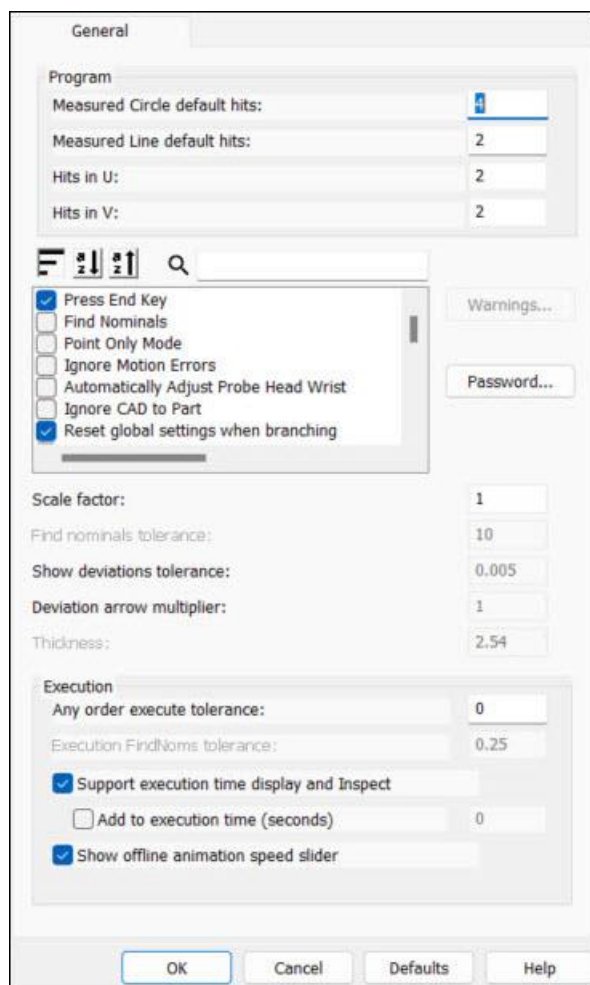 General
Program
Measured Circle default hits: 4
Measured Line default hits: 2
Hits in U: 2
Hits in V: 2
Press End Key
Find Nominals
Point Only Mode
Ignore Motion Errors
Automatically Adjust Probe Head Wrist
Ignore CAD to Part
Reset global settings when branching
Warnings...
Password...
Scale factor: 1
Find nominals tolerance: 10
Show deviations tolerance: 0.005
Deviation arrow multiplier: 1
Thickness: 2.54
Execution
Any order execute tolerance: 0
Execution FindNoms tolerance: 0.25
Support execution time display and Inspect
Add to execution time (seconds) 0
Show offline animation speed slider
OK Cancel Defaults Help